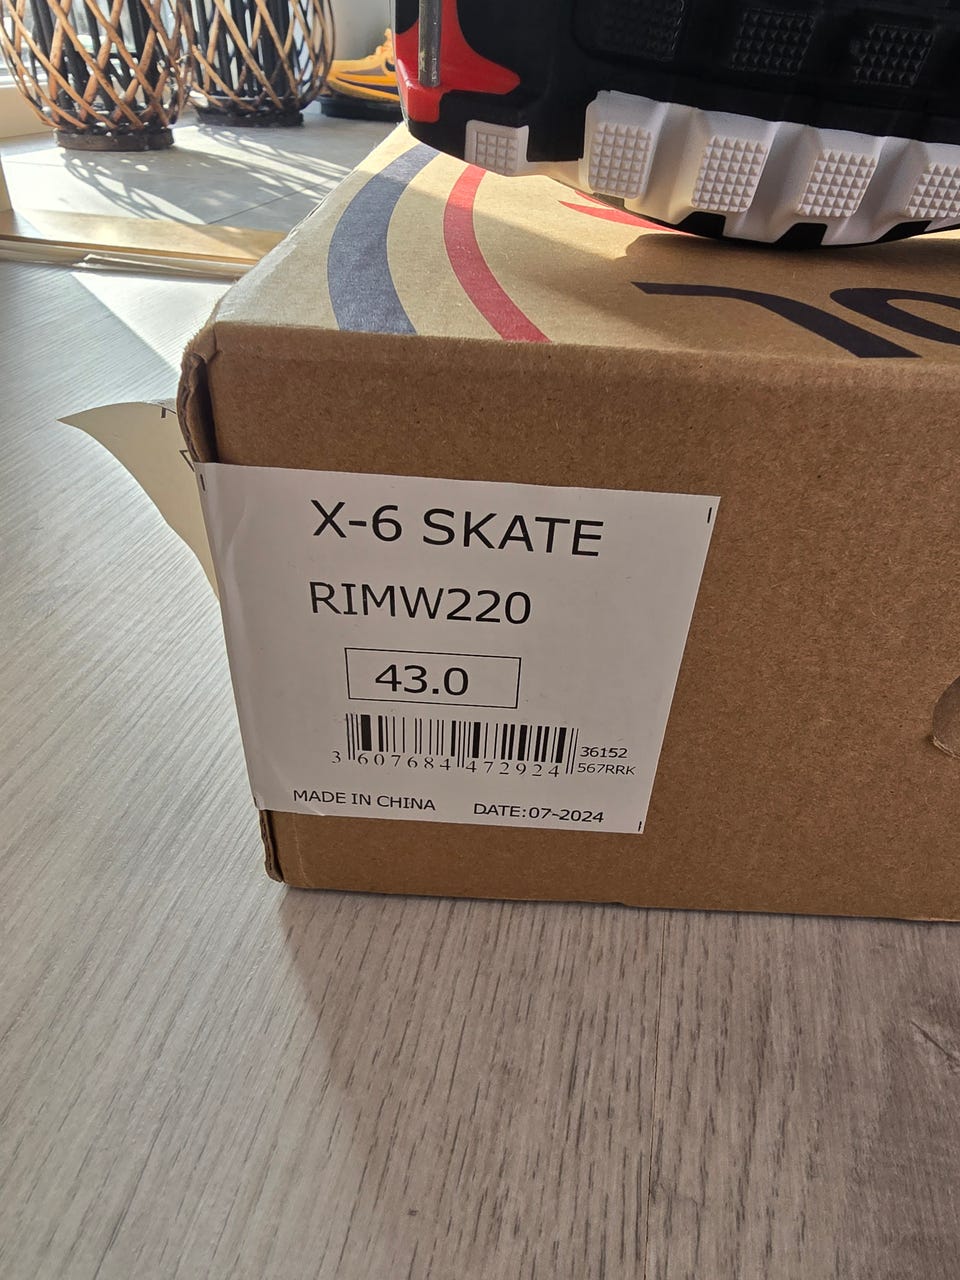 X-6 SKATE
RIMW220
43.0
36152
3 607684 472924 567RRK
MADE IN CHINA DATE:07-2024